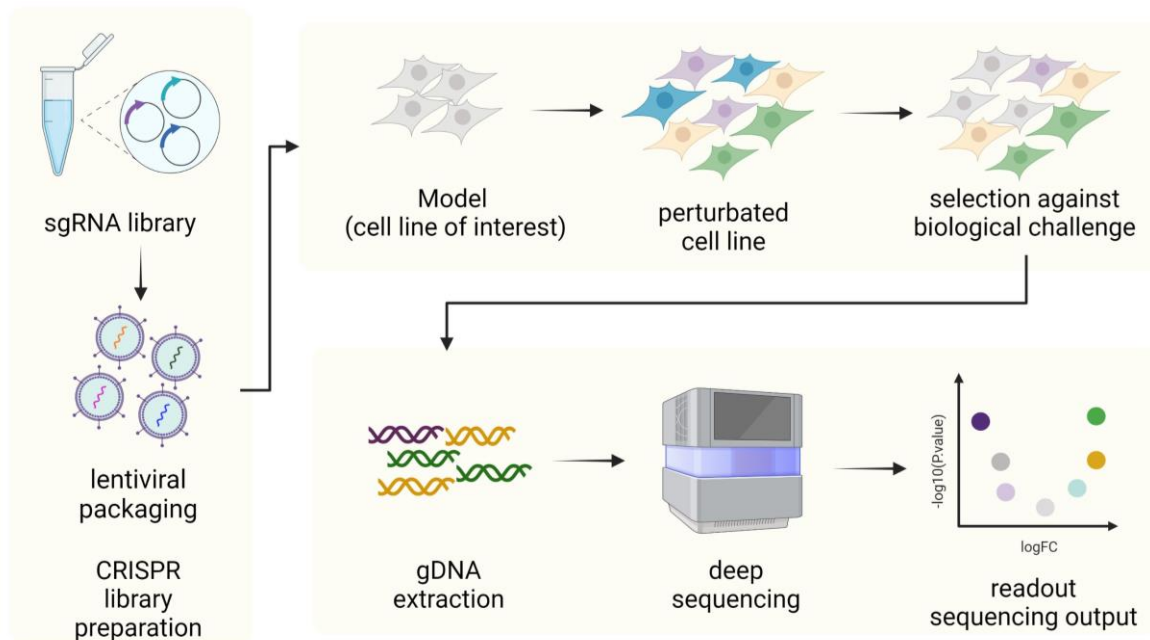 sgRNA library
lentiviral
packaging
CRISPR
library
preparation
Model
(cell line of interest)
perturbated
cell line
selection against
biological challenge
gDNA
extraction
deep
sequencing
-log10(P.value)
logFC
readout
sequencing output